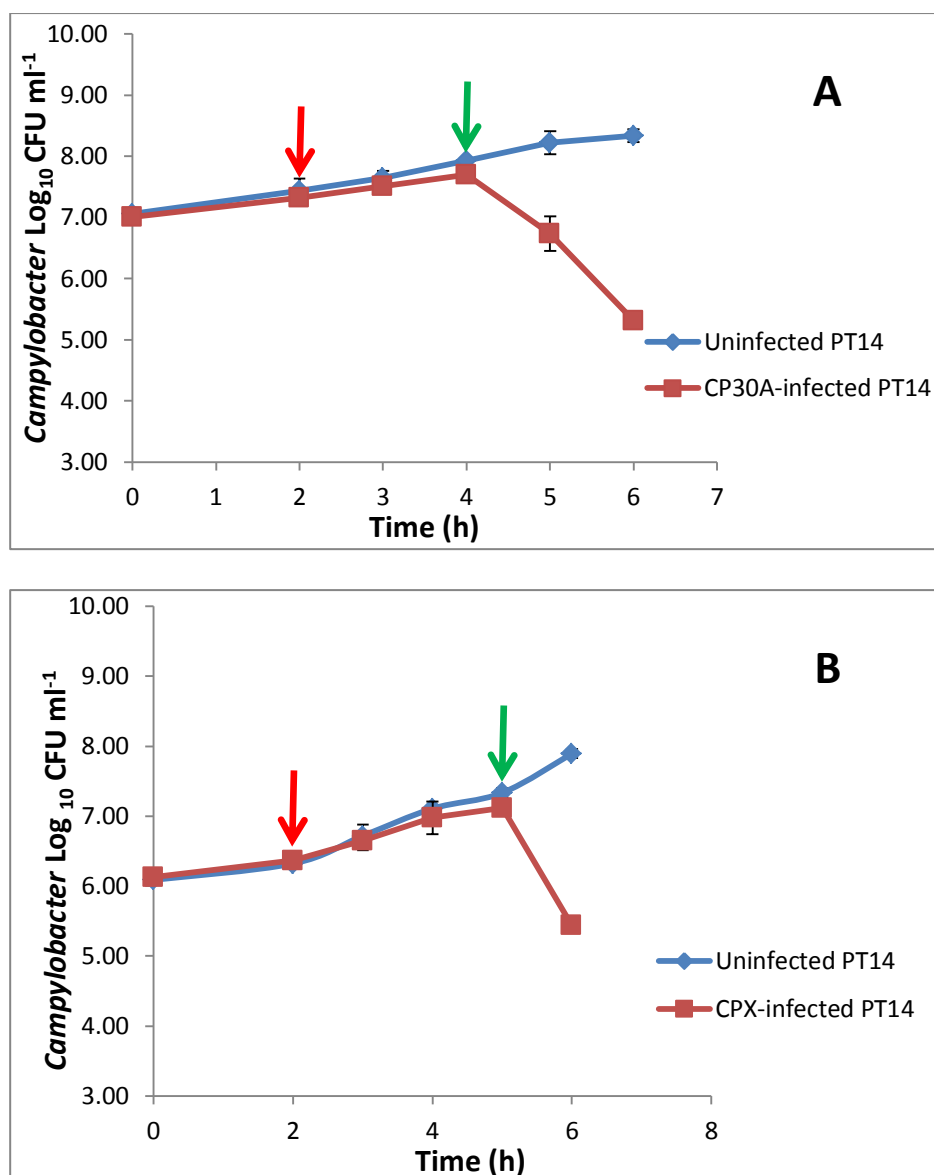 A
10.00
9.00
8.00
7.00
6.00
5.00
4.00
3.00
Campylobacter Log10 CFU ml-1
0 1 2 3 4 5 6 7
Time (h)
Uninfected PT14
CP30A-infected PT14
B
10.00
9.00
8.00
7.00
6.00
5.00
4.00
3.00
Campylobacter Log 10 CFU ml-1
0 2 4 6 8
Time (h)
Uninfected PT14
CPX-infected PT14